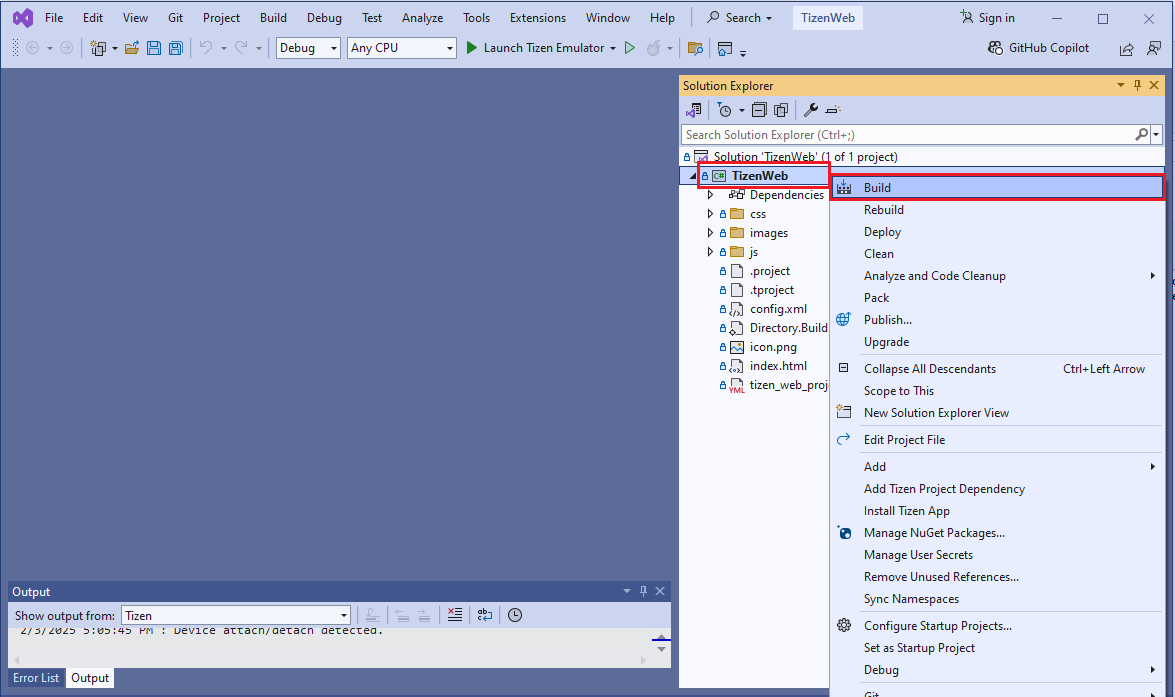 File Edit View Git Project Build Debug Test Analyze Tools Extensions Window Help Search TizenWeb Sign in
Debug Any CPU Launch Tizen Emulator GitHub Copilot
Solution Explorer
Search Solution Explorer (Ctrl+;)
Solution 'TizenWeb' (1 of 1 project)
C# TizenWeb
Dependencies
css
images
js
.project
.tproject
config.xml
Directory.Build
icon.png
index.html
YML tizen_web_proj
Build
Rebuild
Deploy
Clean
Analyze and Code Cleanup
Pack
Publish...
Upgrade
Collapse All Descendants Ctrl+Left Arrow
Scope to This
New Solution Explorer View
Edit Project File
Add
Add Tizen Project Dependency
Install Tizen App
Manage NuGet Packages...
Manage User Secrets
Remove Unused References...
Sync Namespaces
Configure Startup Projects...
Set as Startup Project
Debug
Git
Output
Show output from: Tizen
2/3/2025 5:05:45 PM : Device attach/detach detected.
Error List Output